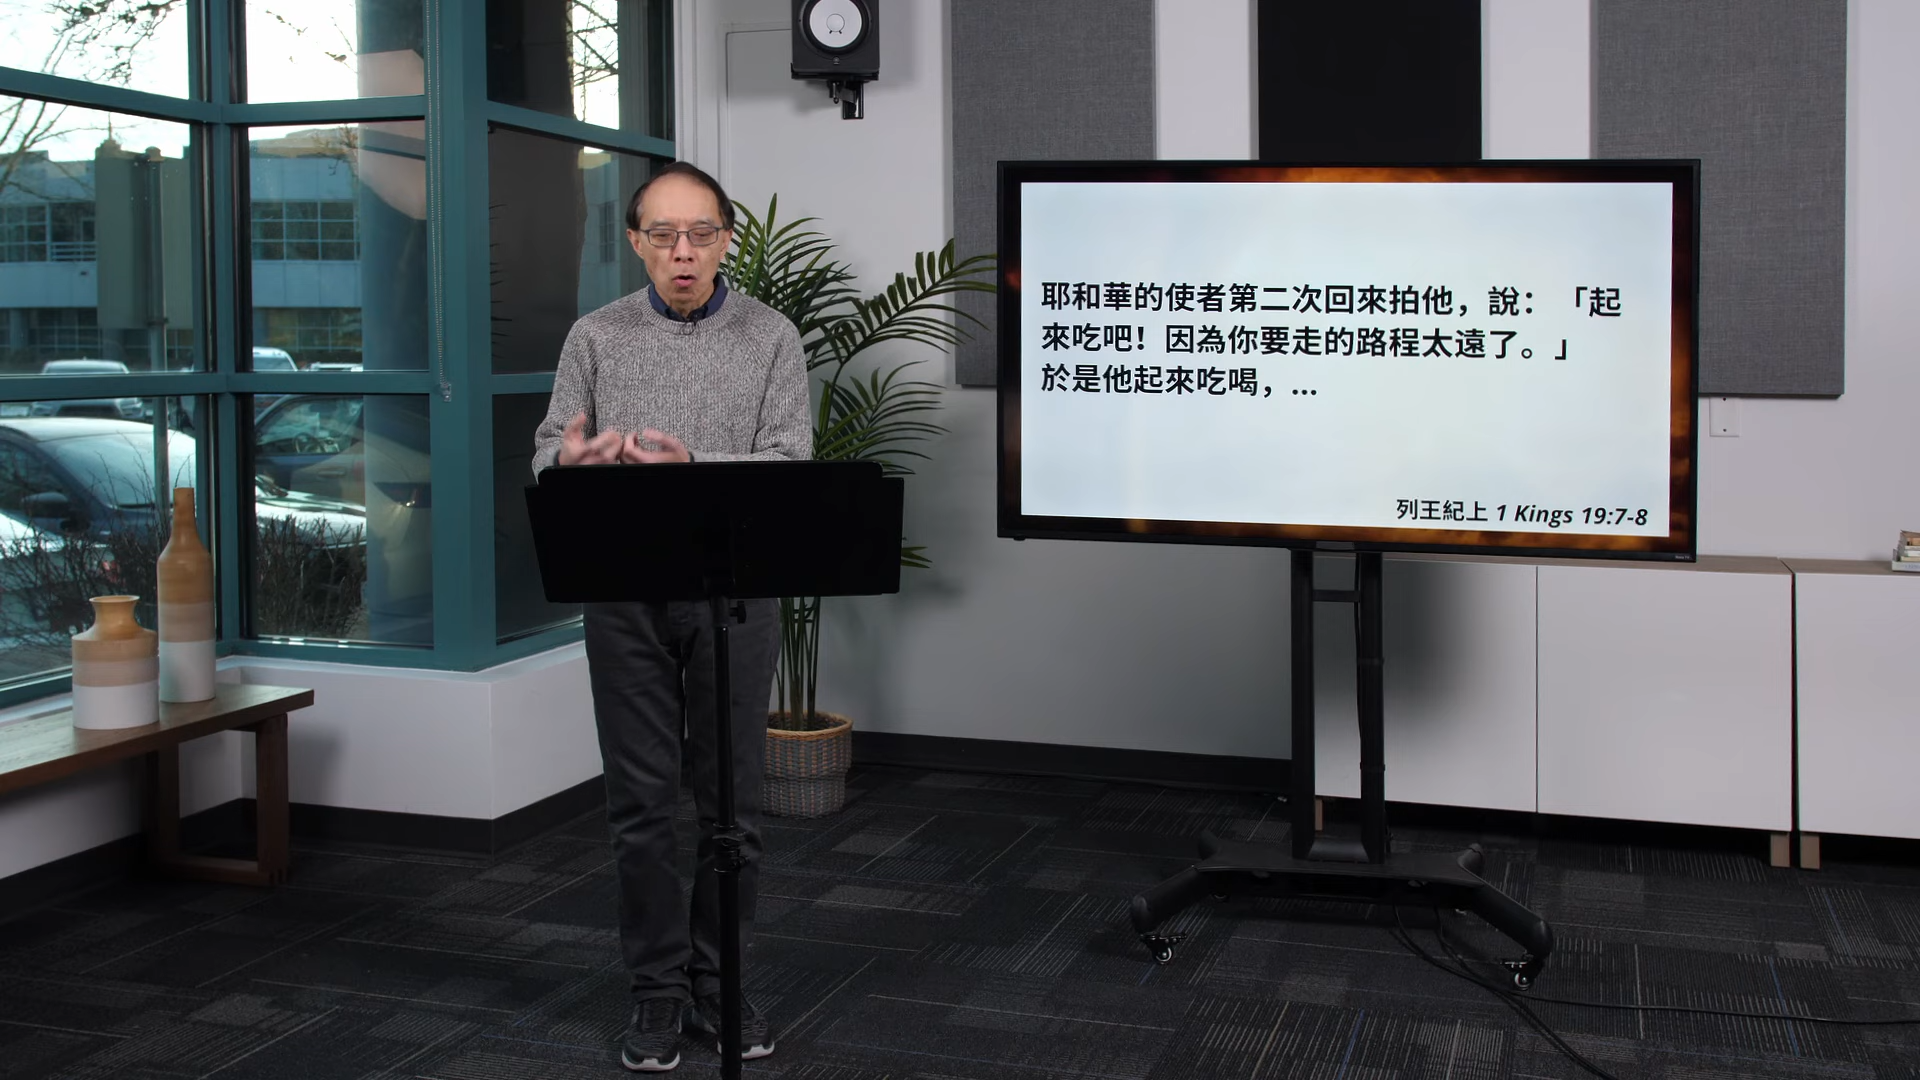 耶和華的使者第二次回來拍他，說：「起
來吃吧！因為你要走的路程太遠了。」
於是他起來吃喝，...
列王紀上 1 Kings 19:7-8